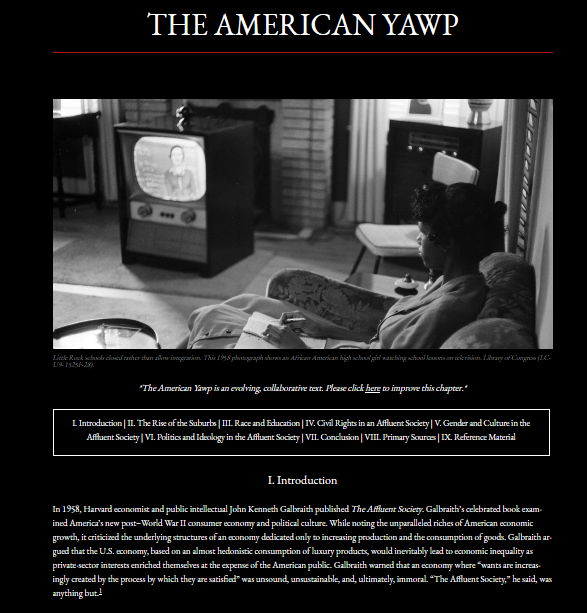 THE AMERICAN YAWP
Little Rock schools closed rather than allow integration. This 1958 photograph shows an African American high school girl watching school lessons on television. Library of Congress (LC-
U9-1525F-28).
*The American Yawp is an evolving, collaborative text. Please click here to improve this chapter.*
I. Introduction | II. The Rise of the Suburbs | III. Race and Education | IV. Civil Rights in an Affluent Society | V. Gender and Culture in the
Affluent Society | VI. Politics and Ideology in the Affluent Society | VII. Conclusion | VIII. Primary Sources | IX. Reference Material
I. Introduction
In 1958, Harvard economist and public intellectual John Kenneth Galbraith published The Affluent Society. Galbraith's celebrated book exam-
ined America's new post–World War II consumer economy and political culture. While noting the unparalleled riches of American economic
growth, it criticized the underlying structures of an economy dedicated only to increasing production and the consumption of goods. Galbraith ar-
gued that the U.S. economy, based on an almost hedonistic consumption of luxury products, would inevitably lead to economic inequality as
private-sector interests enriched themselves at the expense of the American public. Galbraith warned that an economy where "wants are increas-
ingly created by the process by which they are satisfied" was unsound, unsustainable, and, ultimately, immoral. "The Affluent Society," he said, was
anything but.1